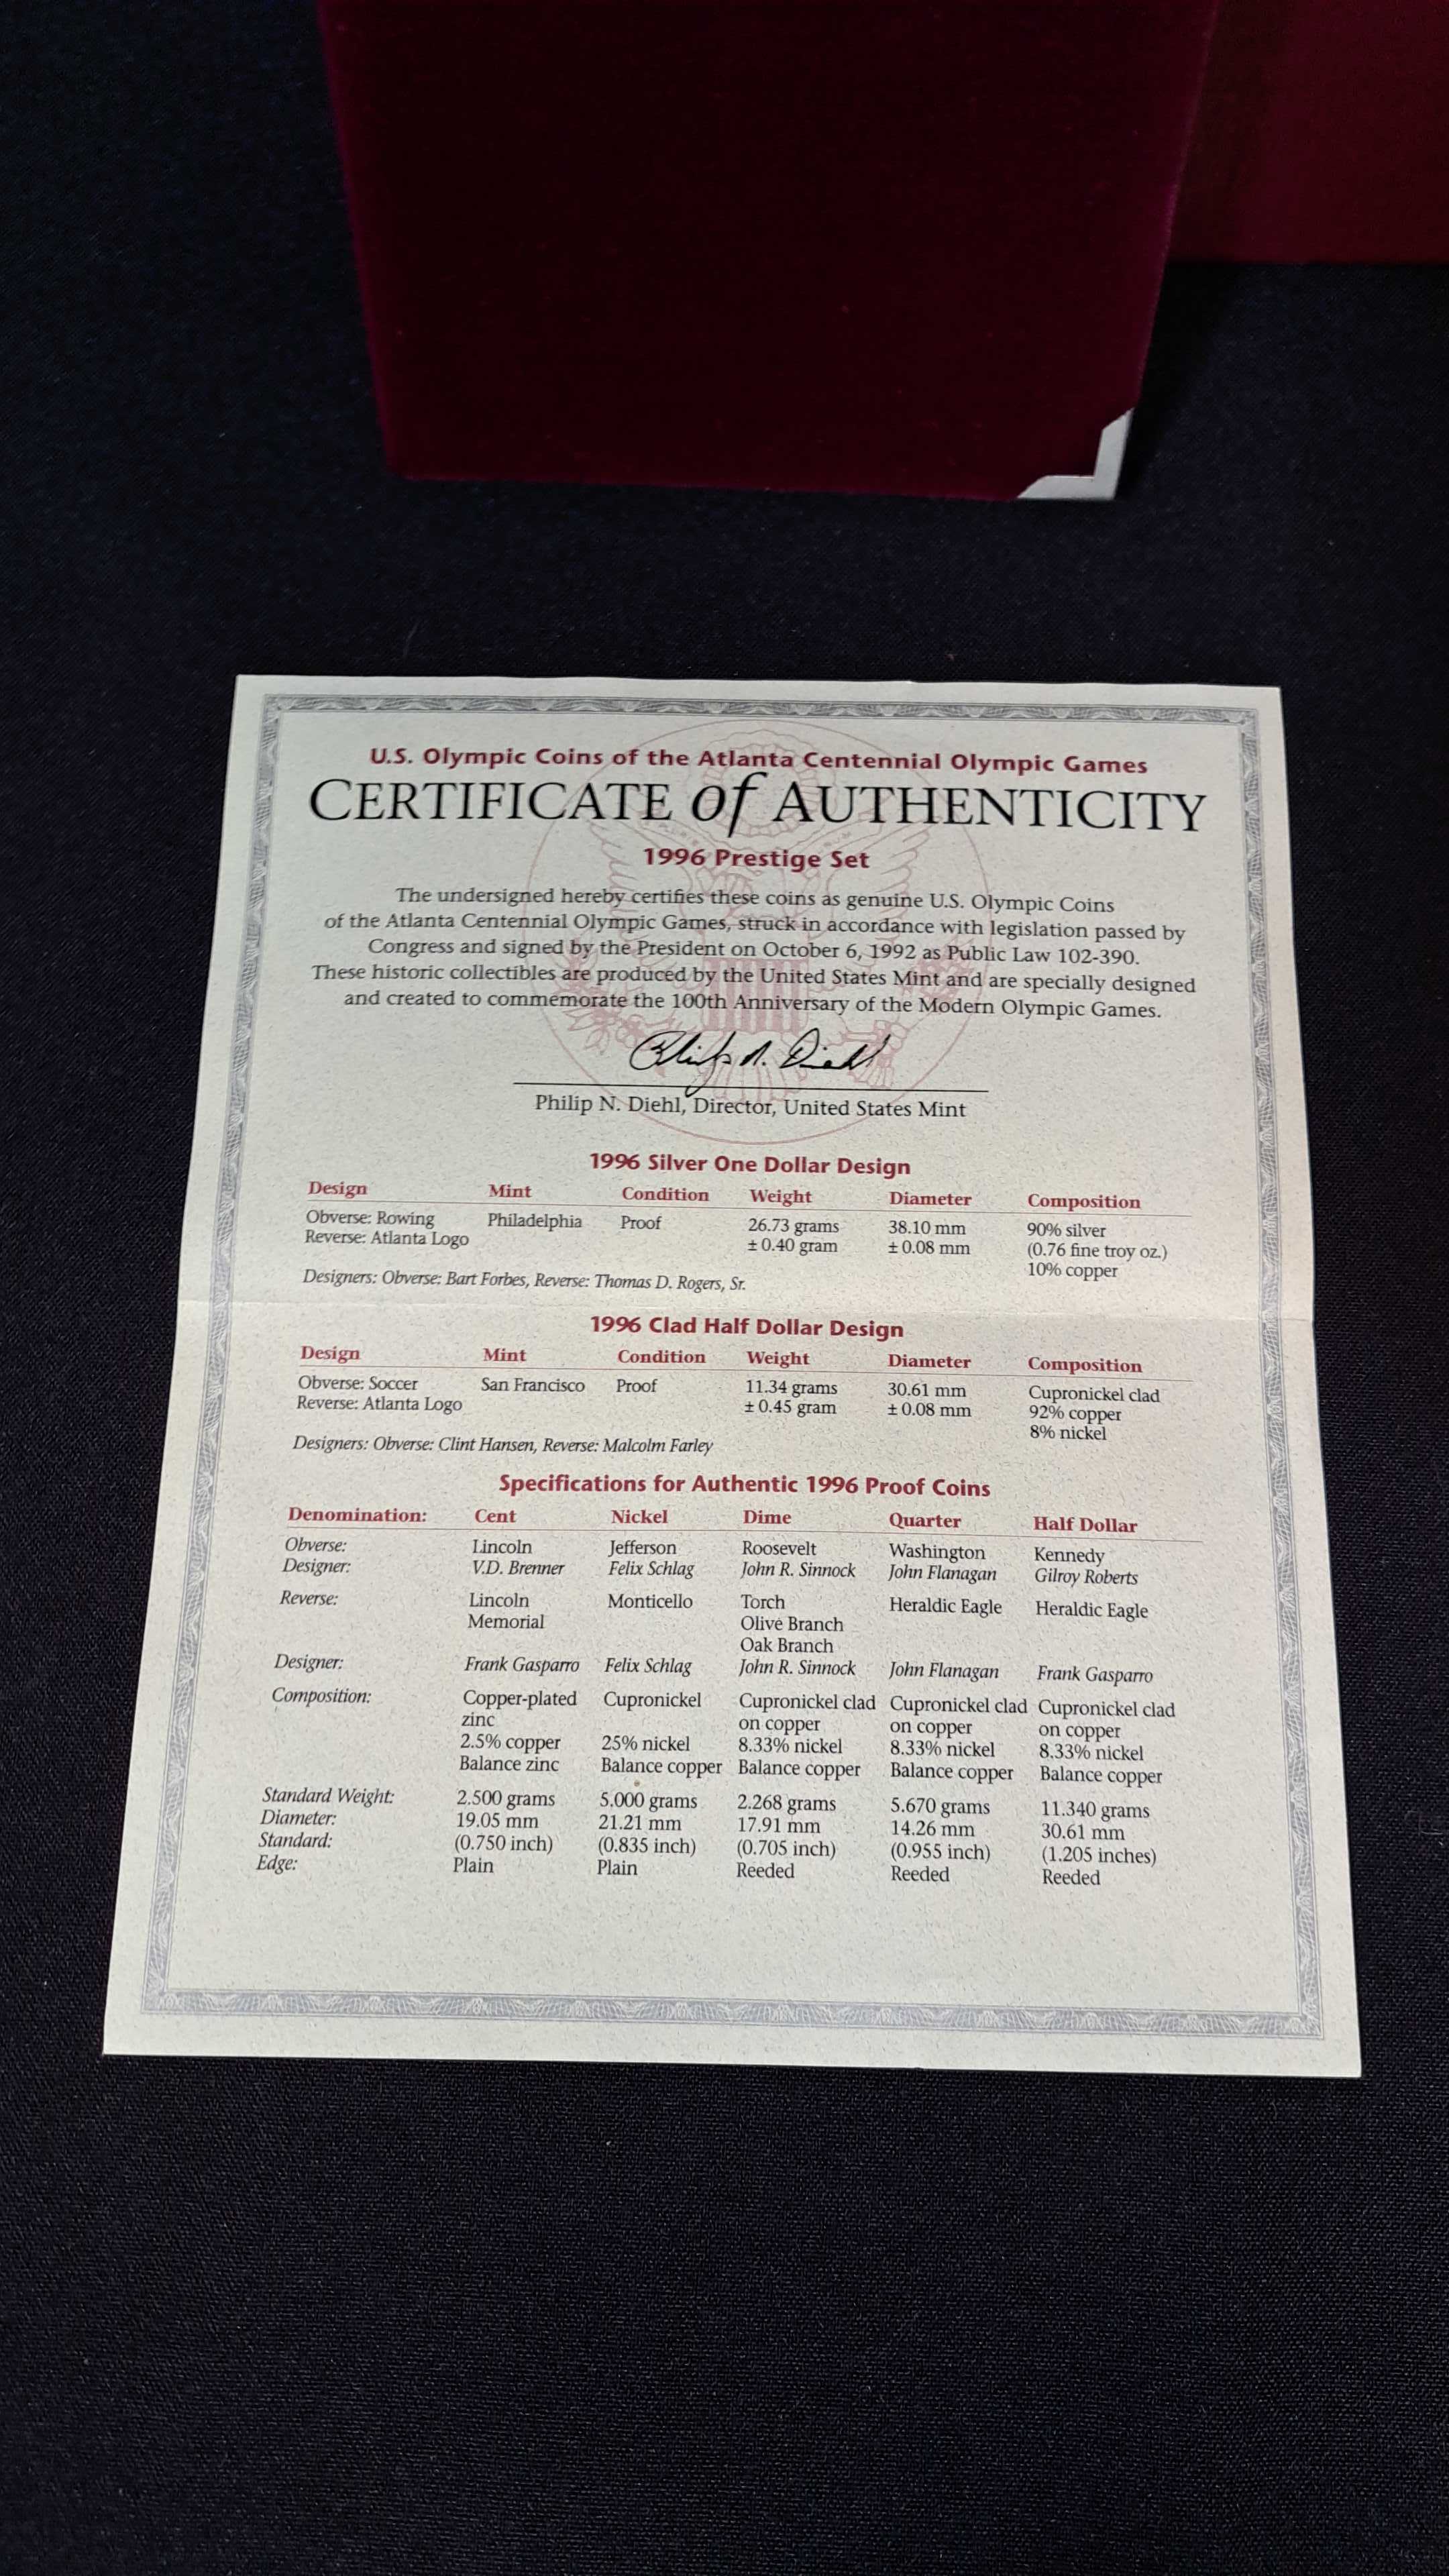 U.S. Olympic Coins of the Atlanta Centennial Olympic Games
CERTIFICATE of AUTHENTICITY
1996 Prestige Set
The undersigned hereby certifies these coins as genuine U.S. Olympic Coins
of the Atlanta Centennial Olympic Games, struck in accordance with legislation passed by
Congress and signed by the President on October 6, 1992 as Public Law 102-390.
These historic collectibles are produced by the United States Mint and are specially designed
and created to commemorate the 100th Anniversary of the Modern Olympic Games.
Philip N. Diehl
Philip N. Diehl, Director, United States Mint
1996 Silver One Dollar Design
Design Mint Condition Weight Diameter Composition
Obverse: Rowing Philadelphia Proof 26.73 grams 38.10 mm 90% silver
Reverse: Atlanta Logo ± 0.40 gram ± 0.08 mm (0.76 fine troy oz.)
10% copper
Designers: Obverse: Bart Forbes, Reverse: Thomas D. Rogers, Sr.
1996 Clad Half Dollar Design
Design Mint Condition Weight Diameter Composition
Obverse: Soccer San Francisco Proof 11.34 grams 30.61 mm Cupronickel clad
Reverse: Atlanta Logo ± 0.45 gram ± 0.08 mm 92% copper
8% nickel
Designers: Obverse: Clint Hansen, Reverse: Malcolm Farley
Specifications for Authentic 1996 Proof Coins
Denomination: Cent Nickel Dime Quarter Half Dollar
Obverse: Lincoln Jefferson Roosevelt Washington Kennedy
Designer: V.D. Brenner Felix Schlag John R. Sinnock John Flanagan Gilroy Roberts
Reverse: Lincoln Monticello Torch Heraldic Eagle Heraldic Eagle
Memorial Olive Branch
Oak Branch
Designer: Frank Gasparro Felix Schlag John R. Sinnock John Flanagan Frank Gasparro
Composition: Copper-plated Cupronickel Cupronickel clad Cupronickel clad Cupronickel clad
zinc on copper on copper on copper
2.5% copper 25% nickel 8.33% nickel 8.33% nickel 8.33% nickel
Balance zinc Balance copper Balance copper Balance copper Balance copper
Standard Weight: 2.500 grams 5.000 grams 2.268 grams 5.670 grams 11.340 grams
Diameter: 19.05 mm 21.21 mm 17.91 mm 14.26 mm 30.61 mm
Standard: (0.750 inch) (0.835 inch) (0.705 inch) (0.955 inch) (1.205 inches)
Edge: Plain Plain Reeded Reeded Reeded